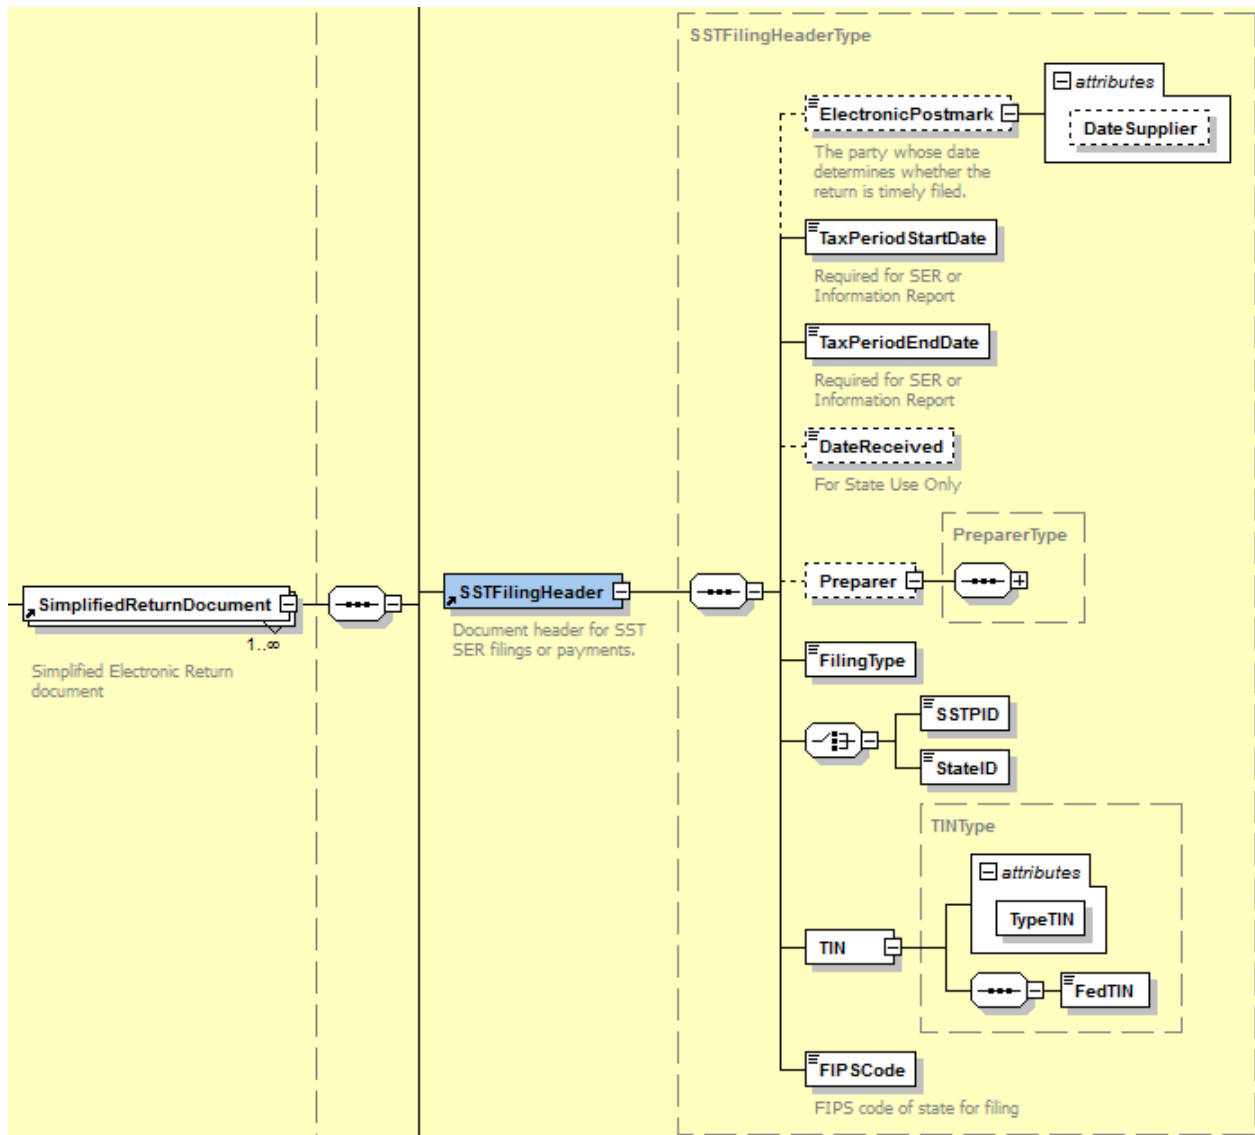 SSTFilingHeaderType
attributes
ElectronicPostmark
DateSupplier
The party whose date
determines whether the
return is timely filed.
TaxPeriodStartDate
Required for SER or
Information Report
TaxPeriodEndDate
Required for SER or
Information Report
DateReceived
For State Use Only
PreparerType
Preparer
SimplifiedReturnDocument
1..∞
Simplified Electronic Return
document
SSTFilingHeader
Document header for SST
SER filings or payments.
FilingType
SSTPID
StateID
TINType
attributes
TypeTIN
TIN
FedTIN
FIPSCode
FIPS code of state for filing